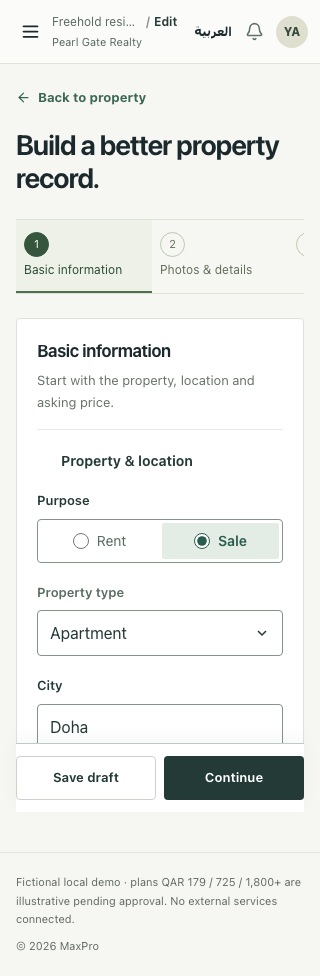 Freehold resi... / Edit
Pearl Gate Realty
العربية
YA
Back to property
Build a better property
record.
1
Basic information
2
Photos & details
Basic information
Start with the property, location and
asking price.
Property & location
Purpose
Rent
Sale
Property type
Apartment
City
Doha
Save draft
Continue
Fictional local demo · plans QAR 179 / 725 / 1,800+ are
illustrative pending approval. No external services
connected.
© 2026 MaxPro